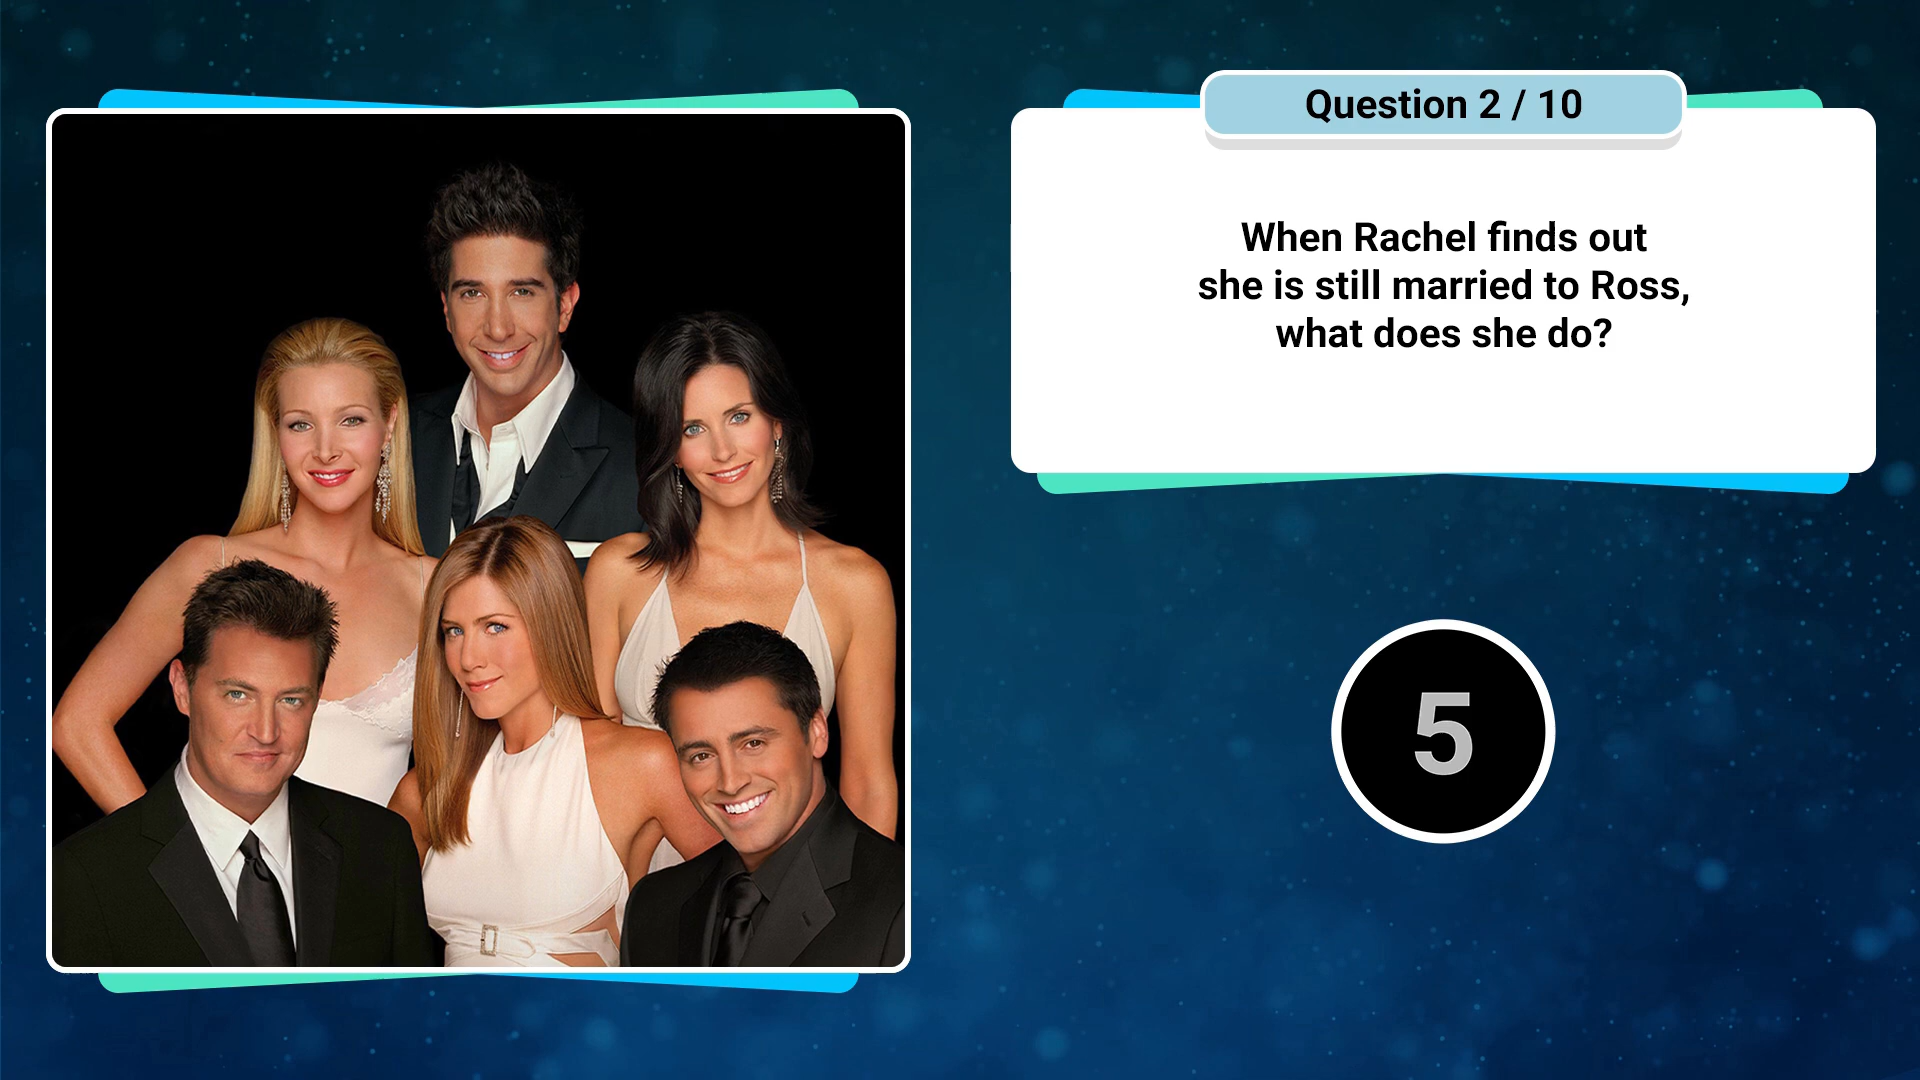 Question 2 / 10
When Rachel finds out
she is still married to Ross,
what does she do?
5